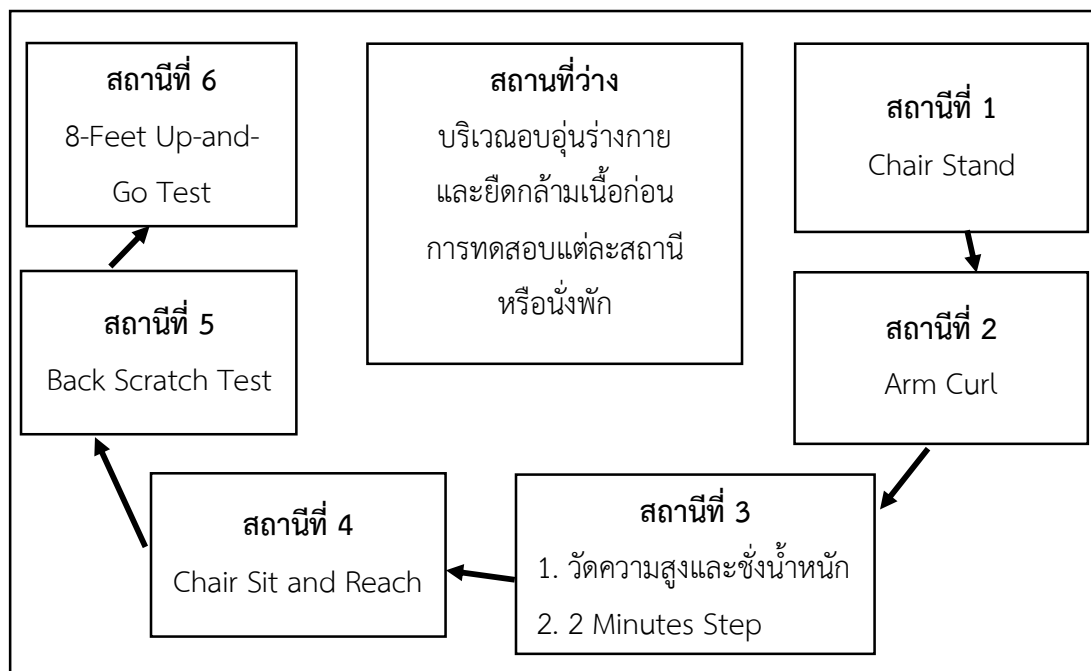 สถานีที่ 6
8-Feet Up-and-
Go Test
สถานที่ว่าง
บริเวณอบอุ่นร่างกาย
และยืดกล้ามเนื้อก่อน
การทดสอบแต่ละสถานี
หรือนั่งพัก
สถานีที่ 1
Chair Stand
สถานีที่ 5
Back Scratch Test
สถานีที่ 2
Arm Curl
สถานีที่ 4
Chair Sit and Reach
สถานีที่ 3
1. วัดความสูงและชั่งน้ำหนัก
2. 2 Minutes Step